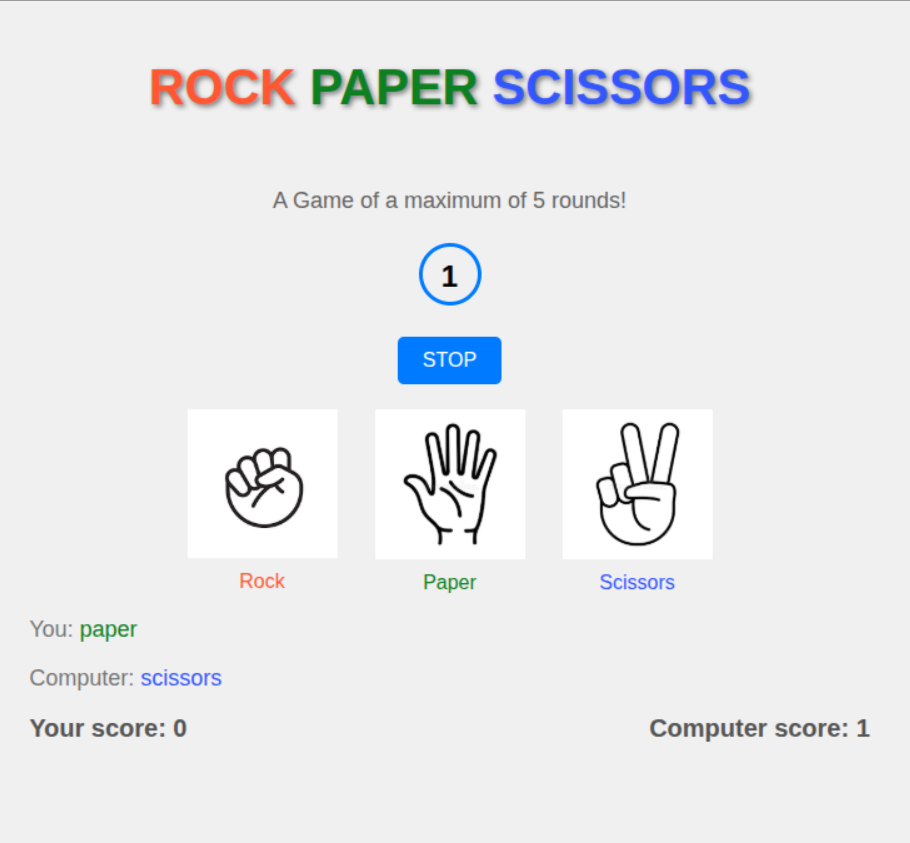 ROCK PAPER SCISSORS
A Game of a maximum of 5 rounds!
1
STOP
Rock Paper Scissors
You: paper
Computer: scissors
Your score: 0 Computer score: 1